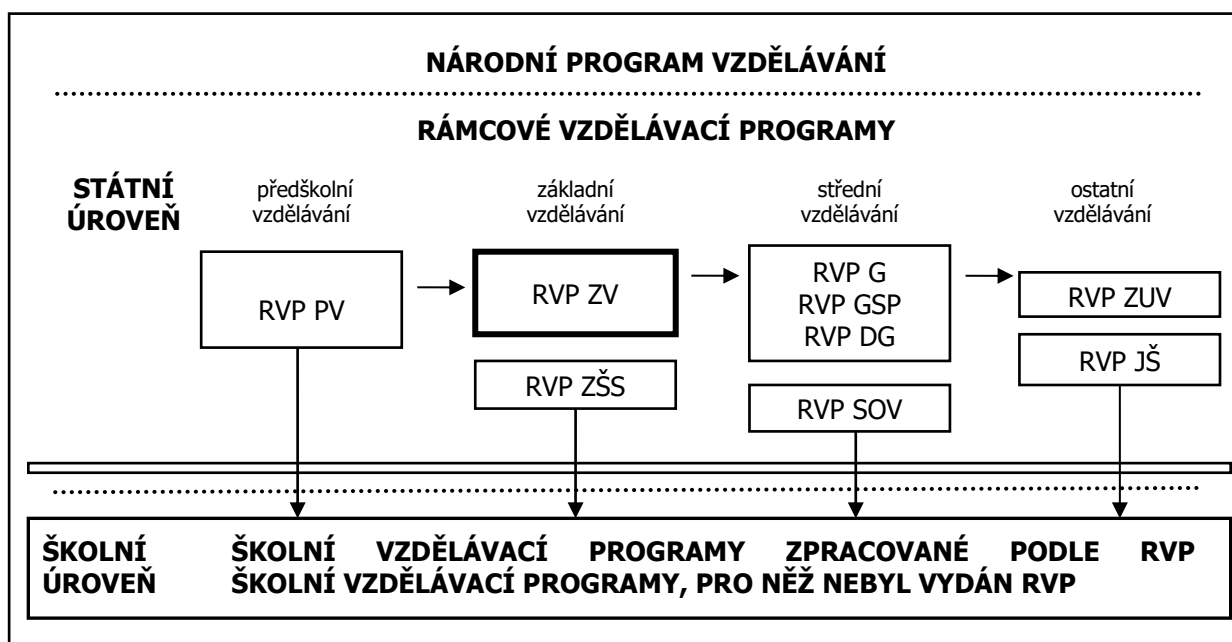 NÁRODNÍ PROGRAM VZDĚLÁVÁNÍ
RÁMCOVÉ VZDĚLÁVACÍ PROGRAMY
STÁTNÍ
ÚROVEŇ
předškolní
vzdělávání
základní
vzdělávání
střední
vzdělávání
ostatní
vzdělávání
RVP PV
RVP ZV
RVP ZŠS
RVP G
RVP GSP
RVP DG
RVP SOV
RVP ZUV
RVP JŠ
ŠKOLNÍ
ÚROVEŇ
ŠKOLNÍ VZDĚLÁVACÍ PROGRAMY ZPRACOVANÉ PODLE RVP
ŠKOLNÍ VZDĚLÁVACÍ PROGRAMY, PRO NĚŽ NEBYL VYDÁN RVP